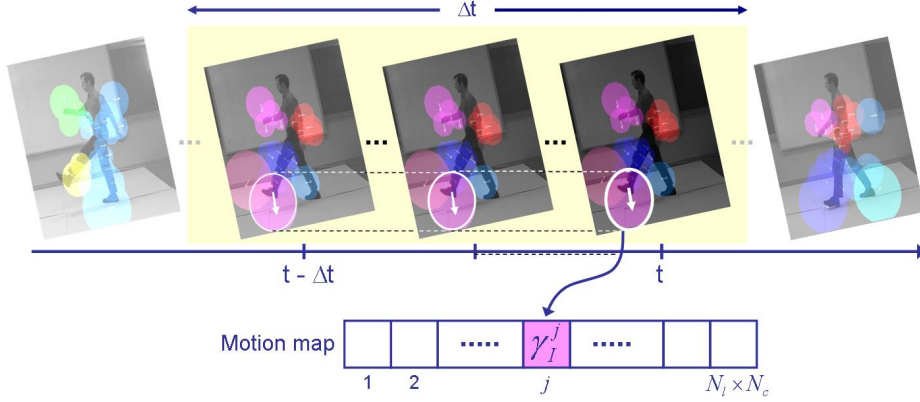 Δt
... ... ... ...
t - Δt
t
Motion map
..... γ_I^j .....
1 2 j N_l × N_c